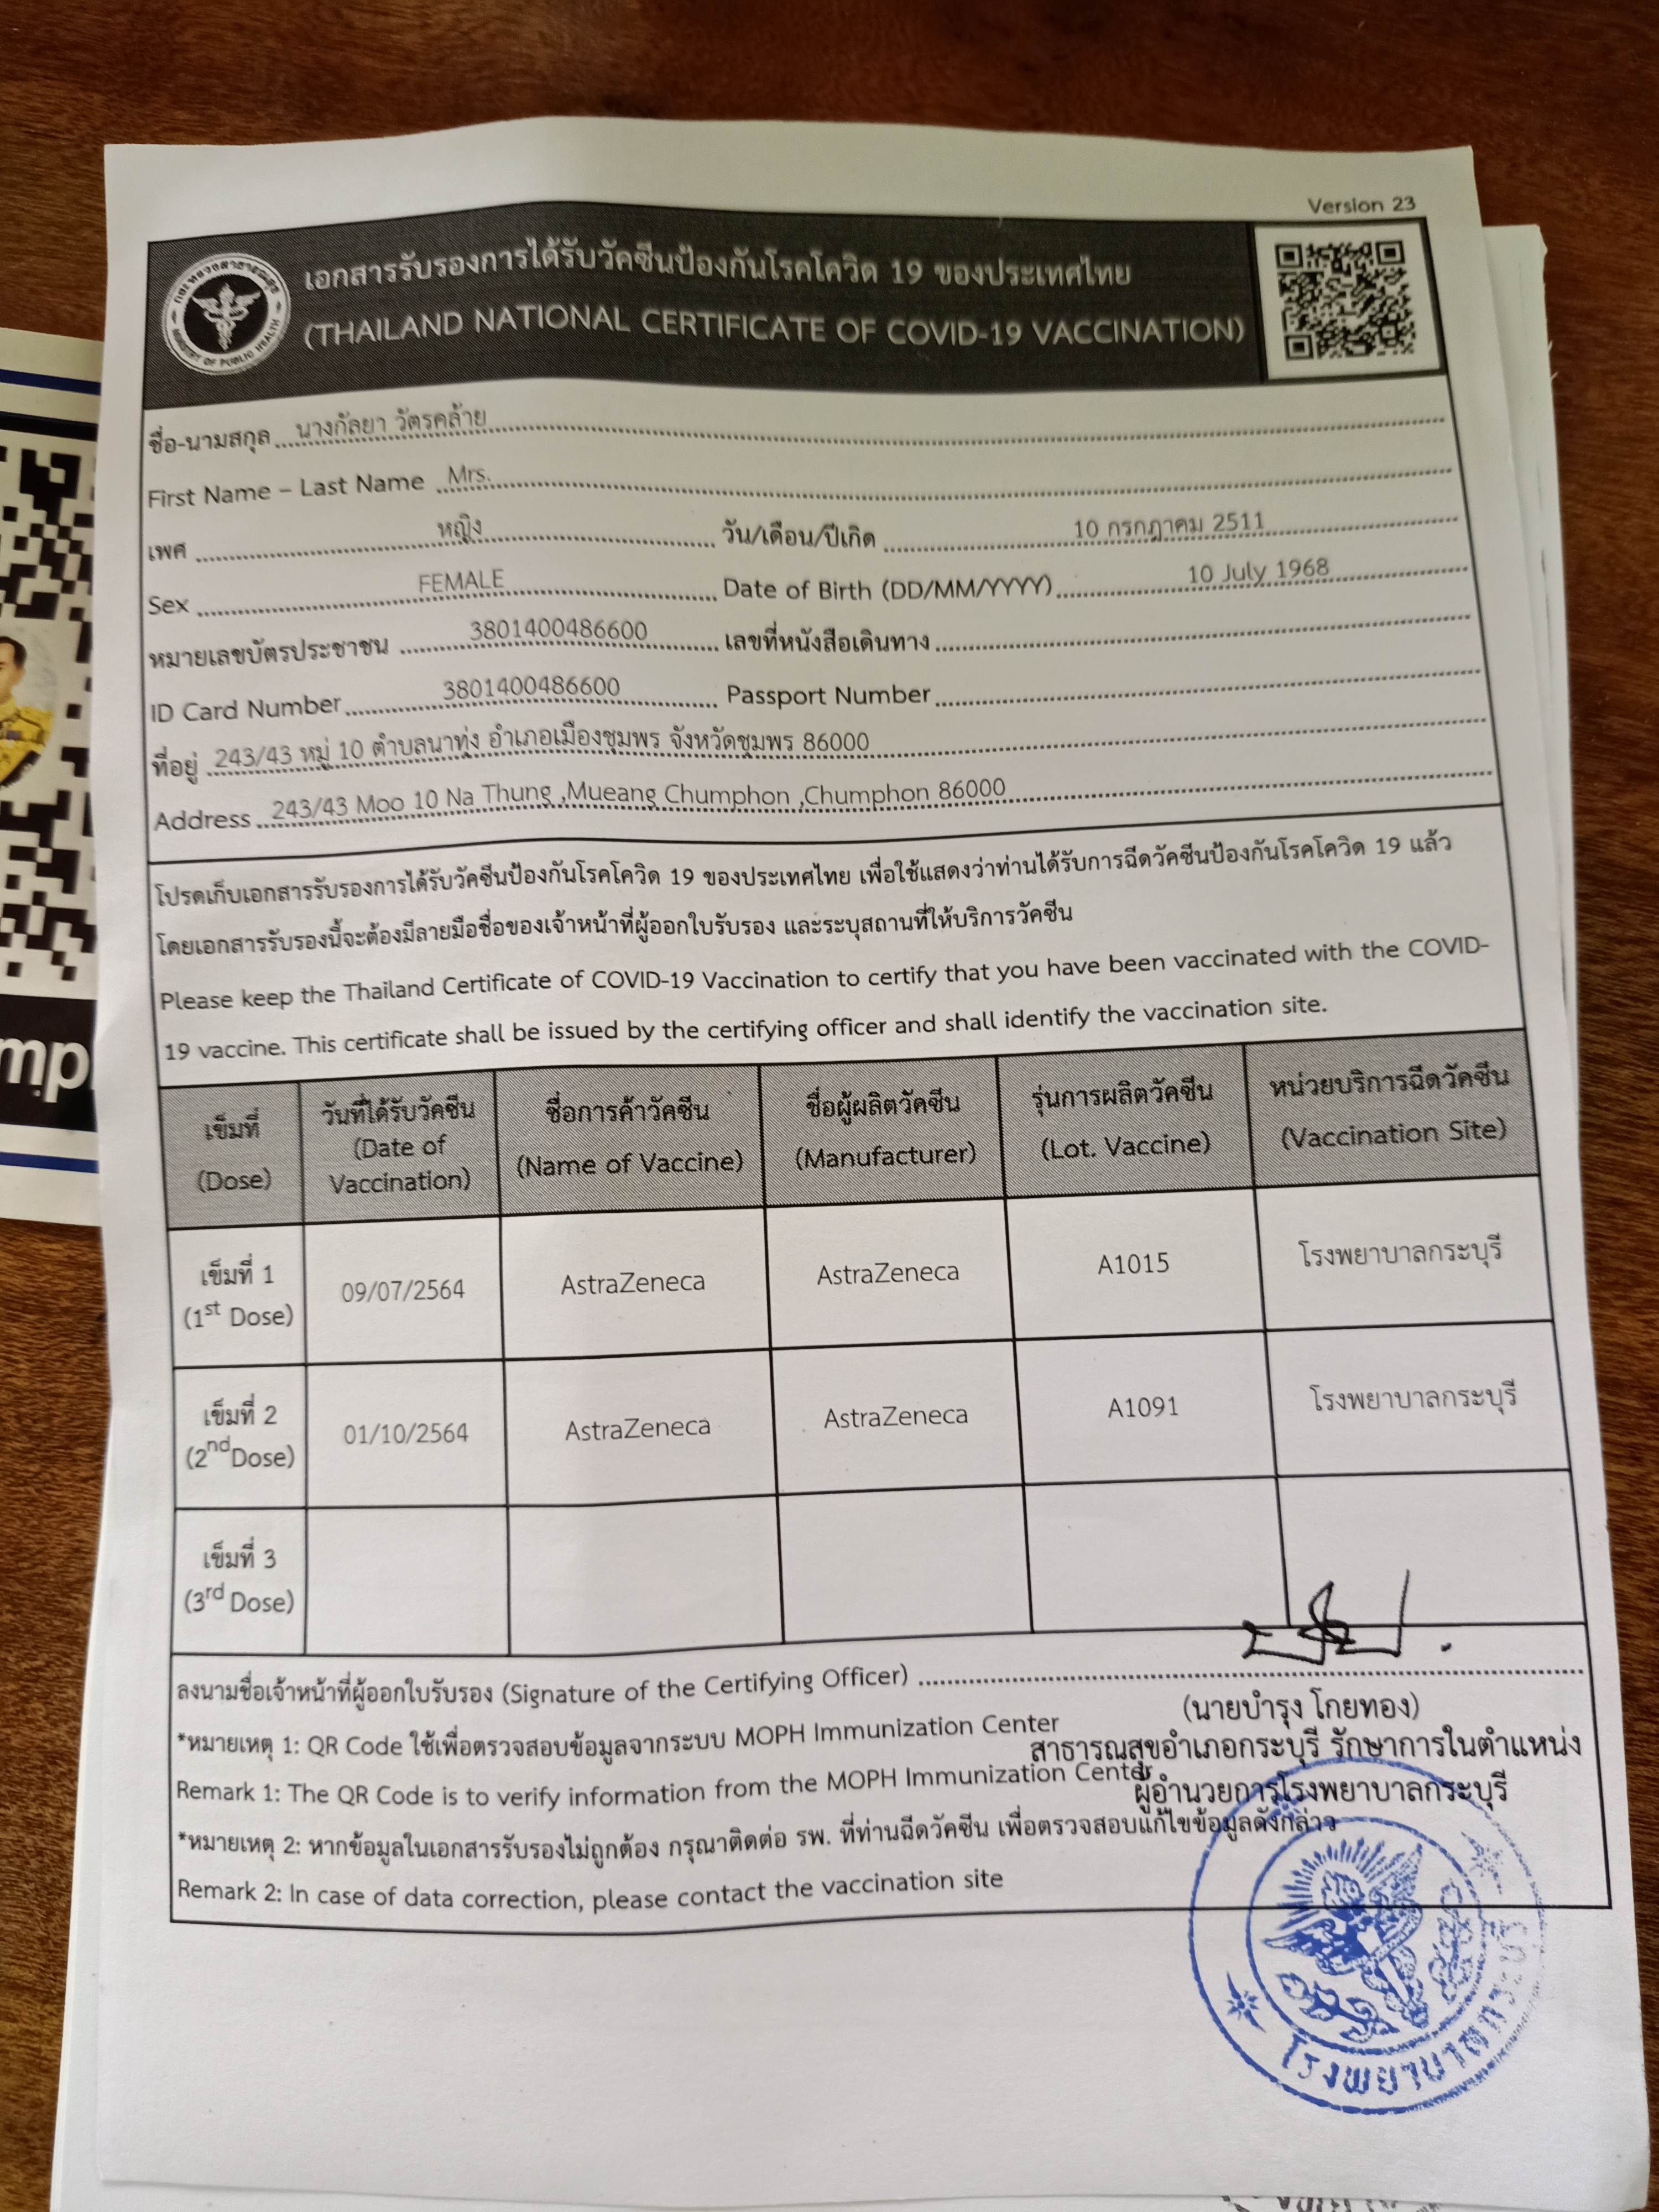 Version 23
กระทรวงสาธารณสุข
MINISTRY OF PUBLIC HEALTH
เอกสารรับรองการได้รับวัคซีนป้องกันโรคโควิด 19 ของประเทศไทย
(THAILAND NATIONAL CERTIFICATE OF COVID-19 VACCINATION)
ชื่อ-นามสกุล นางกัลยา วัตรคล้าย
First Name – Last Name Mrs.
เพศ หญิง วัน/เดือน/ปีเกิด 10 กรกฎาคม 2511
Sex FEMALE Date of Birth (DD/MM/YYYY) 10 July 1968
หมายเลขบัตรประชาชน 3801400486600 เลขที่หนังสือเดินทาง
ID Card Number 3801400486600 Passport Number
ที่อยู่ 243/43 หมู่ 10 ตำบลนาทุ่ง อำเภอเมืองชุมพร จังหวัดชุมพร 86000
Address 243/43 Moo 10 Na Thung ,Mueang Chumphon ,Chumphon 86000
โปรดเก็บเอกสารรับรองการได้รับวัคซีนป้องกันโรคโควิด 19 ของประเทศไทย เพื่อใช้แสดงว่าท่านได้รับการฉีดวัคซีนป้องกันโรคโควิด 19 แล้ว
โดยเอกสารรับรองนี้จะต้องมีลายมือชื่อของเจ้าหน้าที่ผู้ออกใบรับรอง และระบุสถานที่ให้บริการวัคซีน
Please keep the Thailand Certificate of COVID-19 Vaccination to certify that you have been vaccinated with the COVID-
19 vaccine. This certificate shall be issued by the certifying officer and shall identify the vaccination site.
เข็มที่ (Dose) วันที่ได้รับวัคซีน (Date of Vaccination) ชื่อการค้าวัคซีน (Name of Vaccine) ชื่อผู้ผลิตวัคซีน (Manufacturer) รุ่นการผลิตวัคซีน (Lot. Vaccine) หน่วยบริการฉีดวัคซีน (Vaccination Site)
เข็มที่ 1 (1st Dose) 09/07/2564 AstraZeneca AstraZeneca A1015 โรงพยาบาลกระบุรี
เข็มที่ 2 (2nd Dose) 01/10/2564 AstraZeneca AstraZeneca A1091 โรงพยาบาลกระบุรี
เข็มที่ 3 (3rd Dose)
ลงนามชื่อเจ้าหน้าที่ผู้ออกใบรับรอง (Signature of the Certifying Officer)
(นายบำรุง โกยทอง)
*หมายเหตุ 1: QR Code ใช้เพื่อตรวจสอบข้อมูลจากระบบ MOPH Immunization Center
สาธารณสุขอำเภอกระบุรี รักษาการในตำแหน่ง
Remark 1: The QR Code is to verify information from the MOPH Immunization Center
ผู้อำนวยการโรงพยาบาลกระบุรี
*หมายเหตุ 2: หากข้อมูลในเอกสารรับรองไม่ถูกต้อง กรุณาติดต่อ รพ. ที่ท่านฉีดวัคซีน เพื่อตรวจสอบแก้ไขข้อมูลดังกล่าว
Remark 2: In case of data correction, please contact the vaccination site
โรงพยาบาลกระบุรี